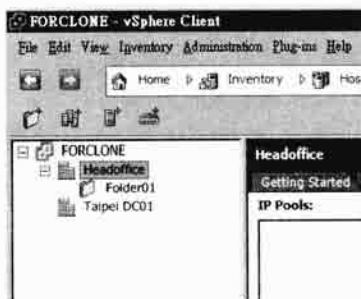 FORCLONE - vSphere Client
File Edit View Inventory Administration Plug-ins Help
Home Inventory Hos
FORCLONE
Headoffice
Folder01
Taipei DC01
Headoffice
Getting Started
IP Pools: